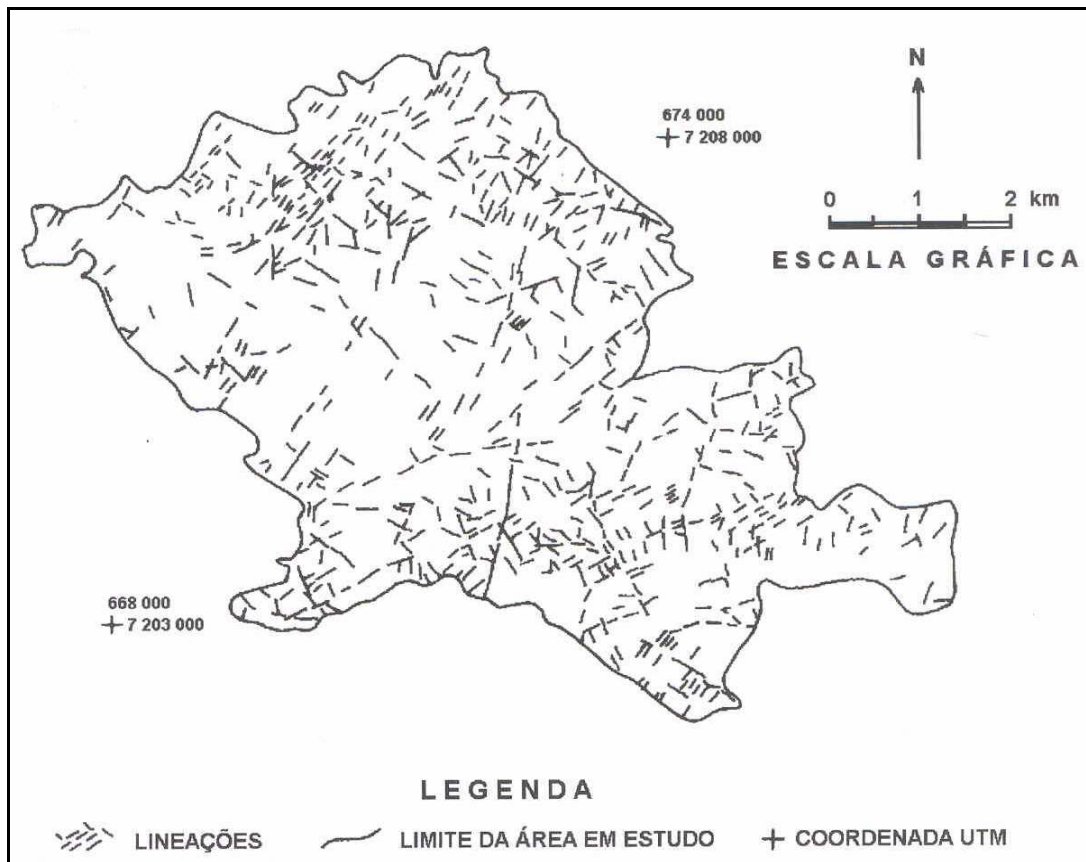 N
674 000
7 208 000
0 1 2 km
ESCALA GRÁFICA
668 000
7 203 000
LEGENDA
LINEAÇÕES LIMITE DA ÁREA EM ESTUDO COORDENADA UTM